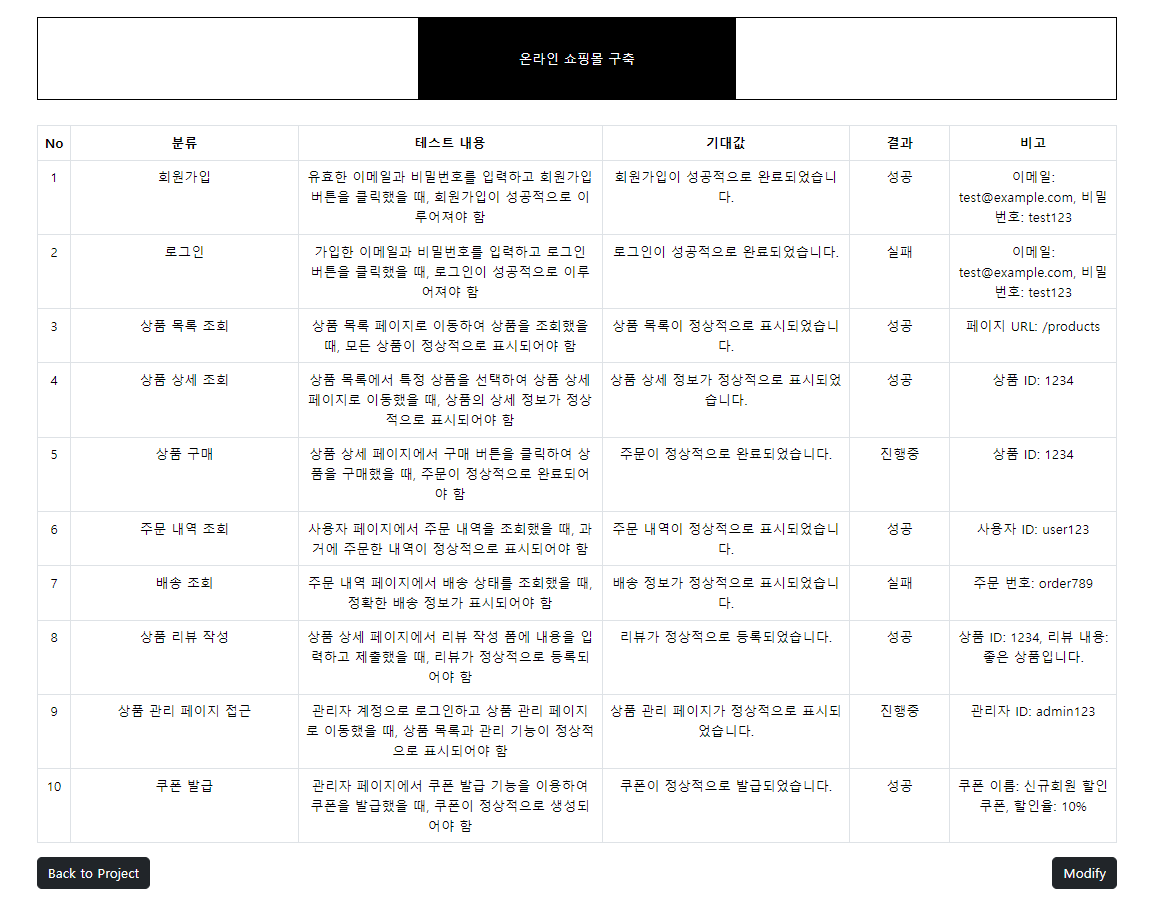 온라인 쇼핑몰 구축
No 분류 테스트 내용 기대값 결과 비고
1 회원가입 유효한 이메일과 비밀번호를 입력하고 회원가입 회원가입이 성공적으로 완료되었습니 성공 이메일:
버튼을 클릭했을 때, 회원가입이 성공적으로 이 다. test@example.com, 비밀
루어져야 함 번호: test123
2 로그인 가입한 이메일과 비밀번호를 입력하고 로그인 로그인이 성공적으로 완료되었습니다. 실패 이메일:
버튼을 클릭했을 때, 로그인이 성공적으로 이루 test@example.com, 비밀
어져야 함 번호: test123
3 상품 목록 조회 상품 목록 페이지로 이동하여 상품을 조회했을 상품 목록이 정상적으로 표시되었습니 성공 페이지 URL: /products
때, 모든 상품이 정상적으로 표시되어야 함 다.
4 상품 상세 조회 상품 목록에서 특정 상품을 선택하여 상품 상세 상품 상세 정보가 정상적으로 표시되었 성공 상품 ID: 1234
페이지로 이동했을 때, 상품의 상세 정보가 정상 습니다.
적으로 표시되어야 함
5 상품 구매 상품 상세 페이지에서 구매 버튼을 클릭하여 상 주문이 정상적으로 완료되었습니다. 진행중 상품 ID: 1234
품을 구매했을 때, 주문이 정상적으로 완료되어
야 함
6 주문 내역 조회 사용자 페이지에서 주문 내역을 조회했을 때, 과 주문 내역이 정상적으로 표시되었습니 성공 사용자 ID: user123
거에 주문한 내역이 정상적으로 표시되어야 함 다.
7 배송 조회 주문 내역 페이지에서 배송 상태를 조회했을 때, 배송 정보가 정상적으로 표시되었습니 실패 주문 번호: order789
정확한 배송 정보가 표시되어야 함 다.
8 상품 리뷰 작성 상품 상세 페이지에서 리뷰 작성 폼에 내용을 입 리뷰가 정상적으로 등록되었습니다. 성공 상품 ID: 1234, 리뷰 내용:
력하고 제출했을 때, 리뷰가 정상적으로 등록되 좋은 상품입니다.
어야 함
9 상품 관리 페이지 접근 관리자 계정으로 로그인하고 상품 관리 페이지 상품 관리 페이지가 정상적으로 표시되 진행중 관리자 ID: admin123
로 이동했을 때, 상품 목록과 관리 기능이 정상적 었습니다.
으로 표시되어야 함
10 쿠폰 발급 관리자 페이지에서 쿠폰 발급 기능을 이용하여 쿠폰이 정상적으로 발급되었습니다. 성공 쿠폰 이름: 신규회원 할인
쿠폰을 발급했을 때, 쿠폰이 정상적으로 생성되 쿠폰, 할인율: 10%
어야 함
Back to Project Modify